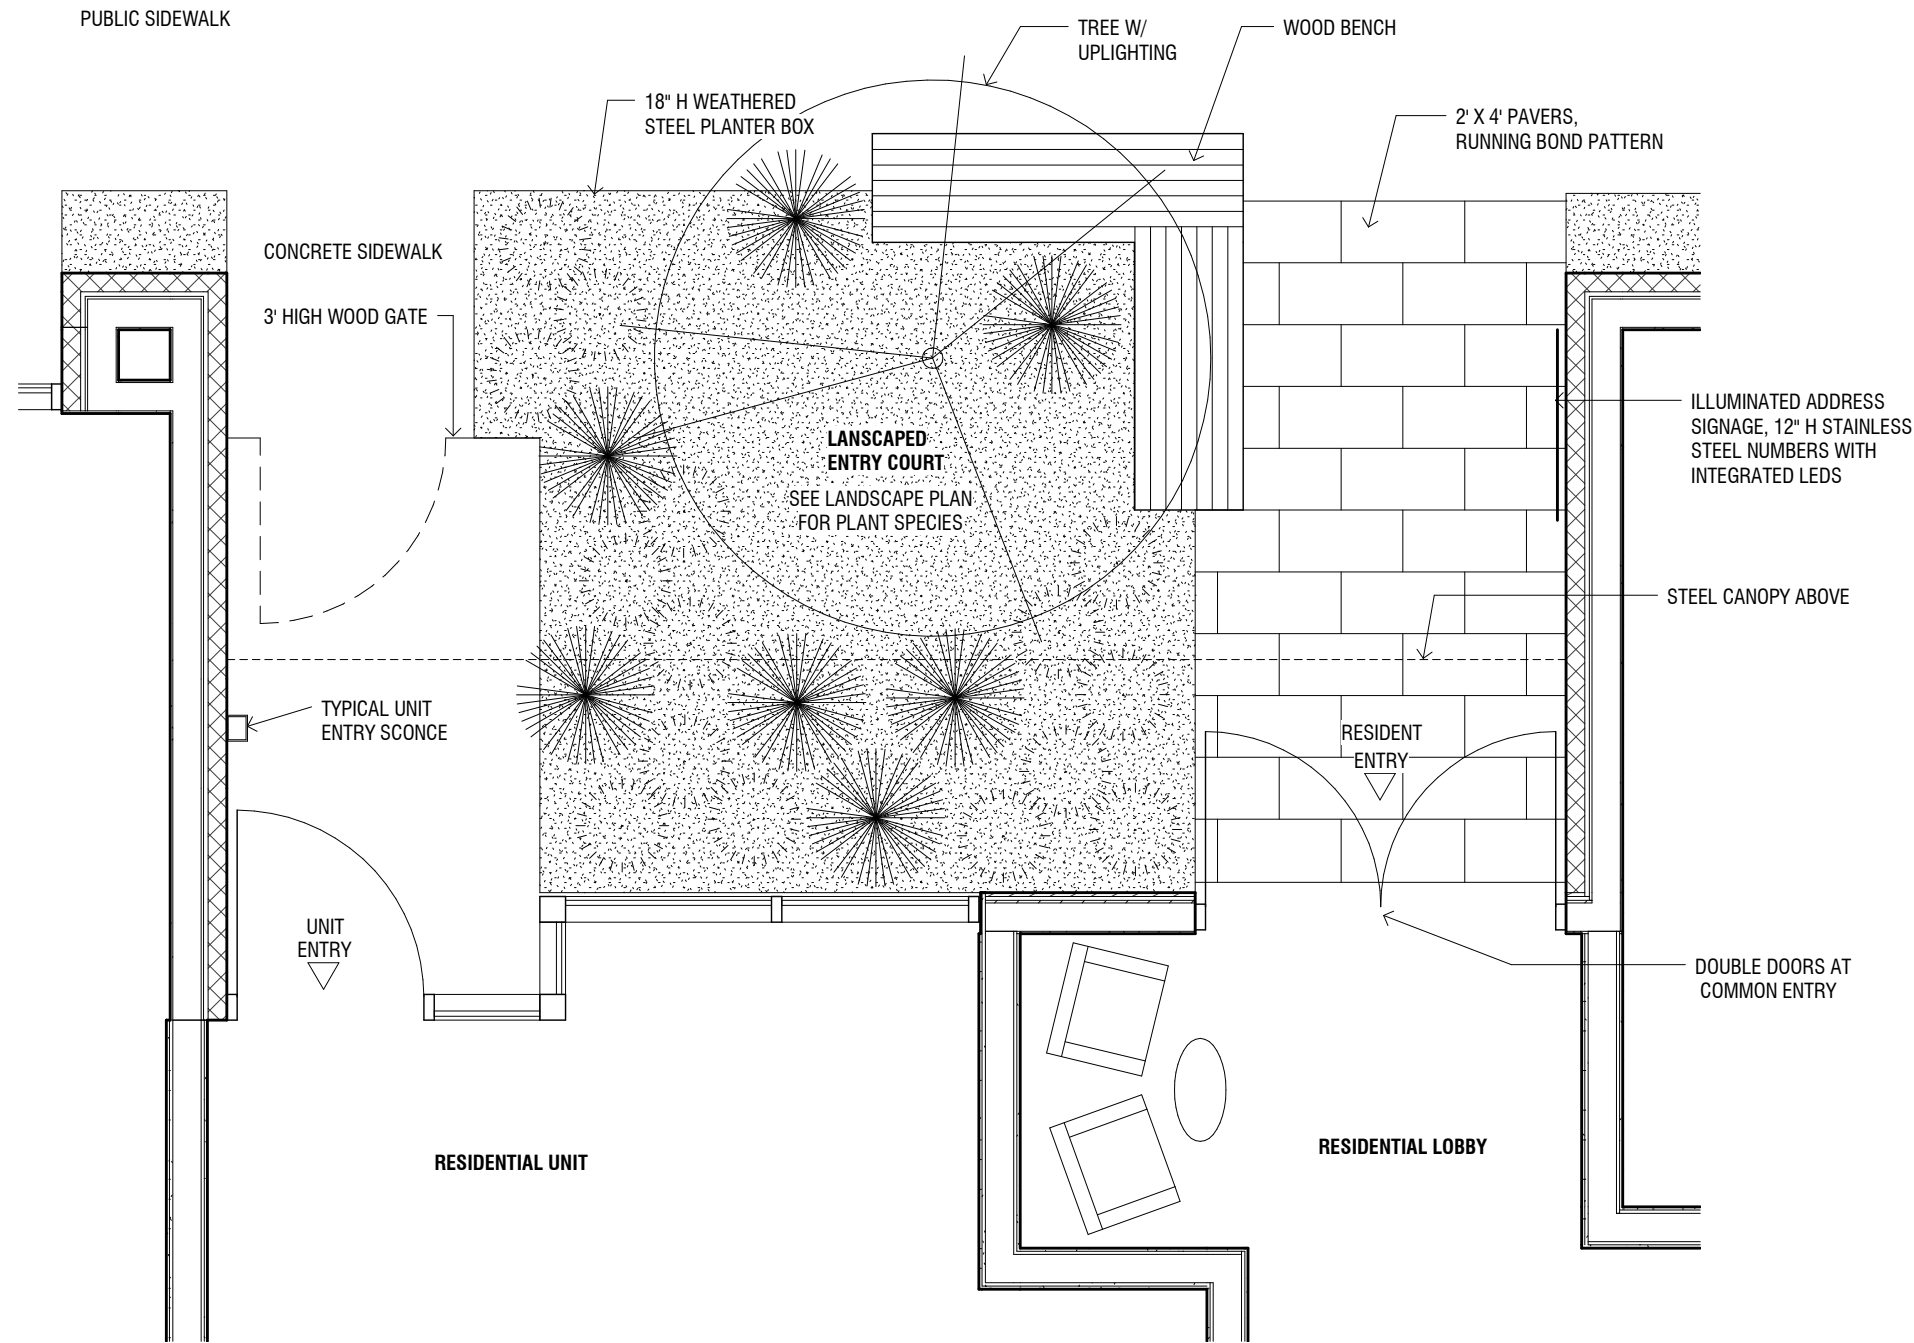 PUBLIC SIDEWALK
TREE W/
UPLIGHTING
WOOD BENCH
18" H WEATHERED
STEEL PLANTER BOX
2' X 4' PAVERS,
RUNNING BOND PATTERN
CONCRETE SIDEWALK
3' HIGH WOOD GATE
ILLUMINATED ADDRESS
SIGNAGE, 12" H STAINLESS
STEEL NUMBERS WITH
INTEGRATED LEDS
LANSCAPED
ENTRY COURT
SEE LANDSCAPE PLAN
FOR PLANT SPECIES
STEEL CANOPY ABOVE
TYPICAL UNIT
ENTRY SCONCE
RESIDENT
ENTRY
UNIT
ENTRY
DOUBLE DOORS AT
COMMON ENTRY
RESIDENTIAL UNIT
RESIDENTIAL LOBBY